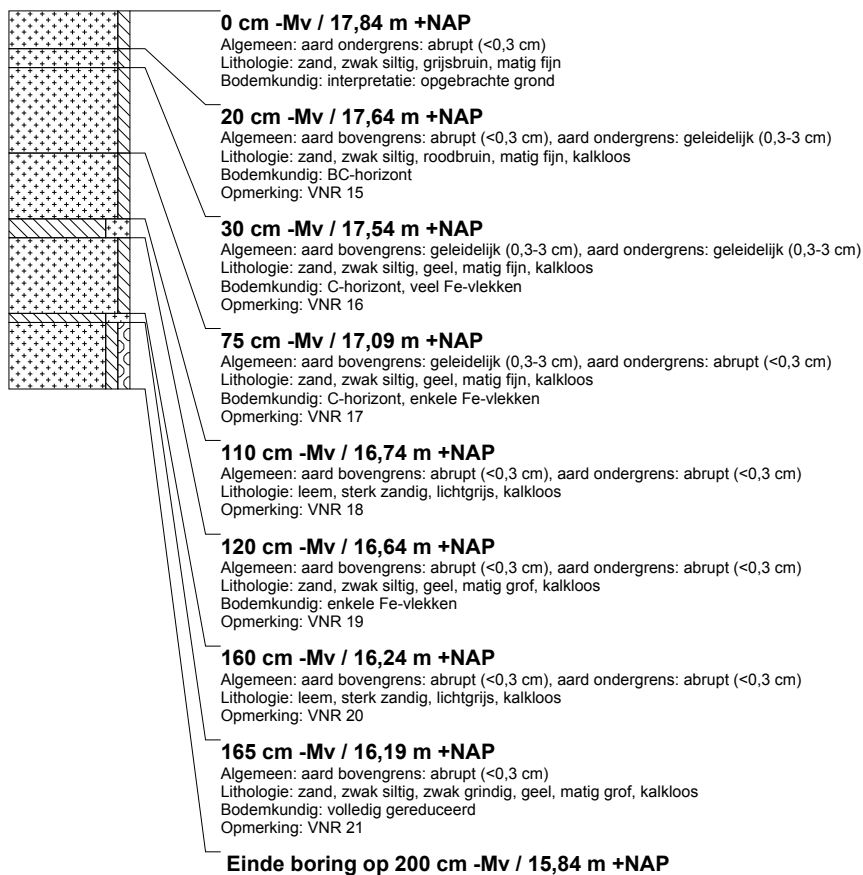 0 cm -Mv / 17,84 m +NAP
Algemeen: aard ondergrens: abrupt (<0,3 cm)
Lithologie: zand, zwak siltig, grijsbruin, matig fijn
Bodemkundig: interpretatie: opgebrachte grond
20 cm -Mv / 17,64 m +NAP
Algemeen: aard bovengrens: abrupt (<0,3 cm), aard ondergrens: geleidelijk (0,3-3 cm)
Lithologie: zand, zwak siltig, roodbruin, matig fijn, kalkloos
Bodemkundig: BC-horizont
Opmerking: VNR 15
30 cm -Mv / 17,54 m +NAP
Algemeen: aard bovengrens: geleidelijk (0,3-3 cm), aard ondergrens: geleidelijk (0,3-3 cm)
Lithologie: zand, zwak siltig, geel, matig fijn, kalkloos
Bodemkundig: C-horizont, veel Fe-vlekken
Opmerking: VNR 16
75 cm -Mv / 17,09 m +NAP
Algemeen: aard bovengrens: geleidelijk (0,3-3 cm), aard ondergrens: abrupt (<0,3 cm)
Lithologie: zand, zwak siltig, geel, matig fijn, kalkloos
Bodemkundig: C-horizont, enkele Fe-vlekken
Opmerking: VNR 17
110 cm -Mv / 16,74 m +NAP
Algemeen: aard bovengrens: abrupt (<0,3 cm), aard ondergrens: abrupt (<0,3 cm)
Lithologie: leem, sterk zandig, lichtgrijs, kalkloos
Opmerking: VNR 18
120 cm -Mv / 16,64 m +NAP
Algemeen: aard bovengrens: abrupt (<0,3 cm), aard ondergrens: abrupt (<0,3 cm)
Lithologie: zand, zwak siltig, geel, matig grof, kalkloos
Bodemkundig: enkele Fe-vlekken
Opmerking: VNR 19
160 cm -Mv / 16,24 m +NAP
Algemeen: aard bovengrens: abrupt (<0,3 cm), aard ondergrens: abrupt (<0,3 cm)
Lithologie: leem, sterk zandig, lichtgrijs, kalkloos
Opmerking: VNR 20
165 cm -Mv / 16,19 m +NAP
Algemeen: aard bovengrens: abrupt (<0,3 cm)
Lithologie: zand, zwak siltig, zwak grindig, geel, matig grof, kalkloos
Bodemkundig: volledig gereduceerd
Opmerking: VNR 21
Einde boring op 200 cm -Mv / 15,84 m +NAP